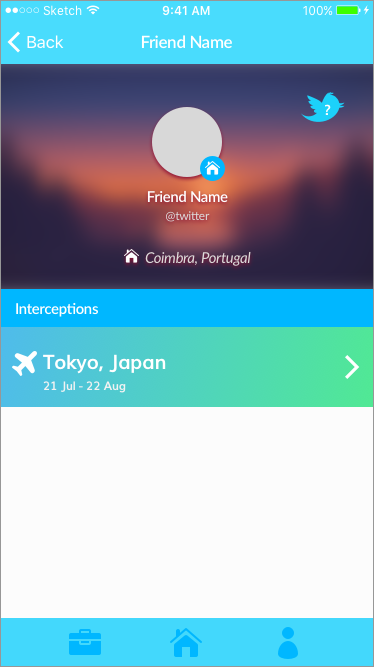 Sketch 9:41 AM 100%
Back Friend Name
?
Friend Name
@twitter
Coimbra, Portugal
Interceptions
Tokyo, Japan
21 Jul - 22 Aug